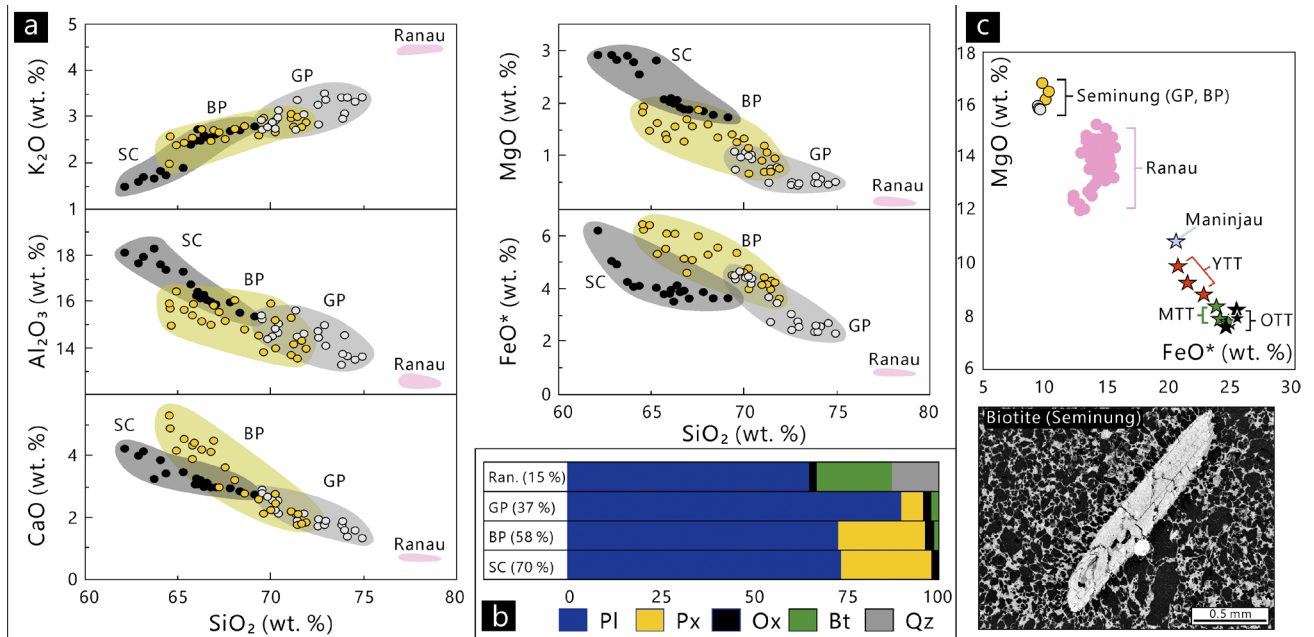 a
K₂O (wt. %)
5
4
3
2
1
SC
BP
GP
Ranau
Al₂O₃ (wt. %)
18
16
14
SC
BP
GP
Ranau
CaO (wt. %)
6
4
2
0
SC
BP
GP
Ranau
60 65 70 75 80
SiO₂ (wt. %)
MgO (wt. %)
3
2
1
0
SC
BP
GP
Ranau
FeO* (wt. %)
6
4
2
0
SC
BP
GP
Ranau
60 65 70 75 80
SiO₂ (wt. %)
b
Ran. (15 %)
GP (37 %)
BP (58 %)
SC (70 %)
0 25 50 75 100
Pl Px Ox Bt Qz
c
MgO (wt. %)
18
16
14
12
10
8
6
Seminung (GP, BP)
Ranau
Maninjau
YTT
MTT
OTT
FeO* (wt. %)
5 10 15 20 25 30
Biotite (Seminung)
0.5 mm